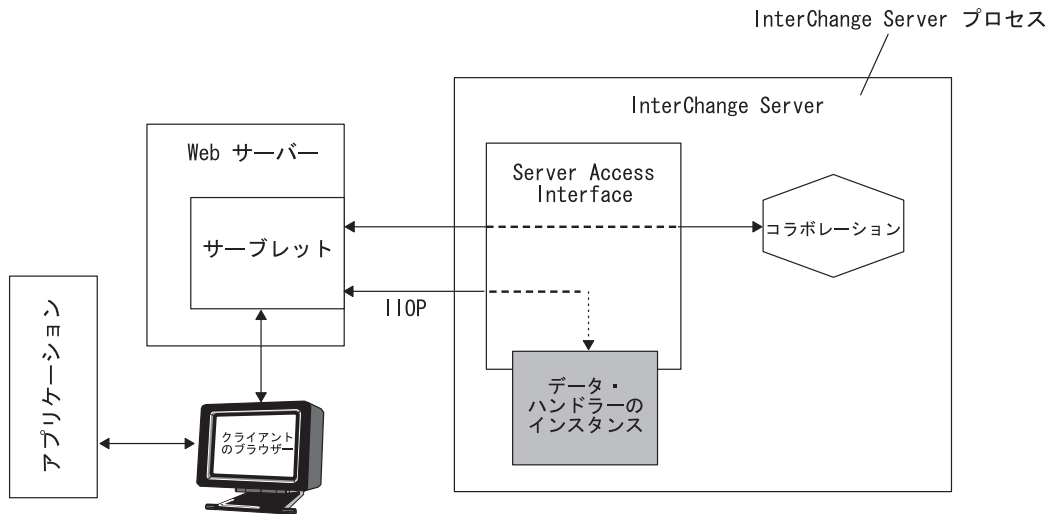 InterChange Server プロセス
InterChange Server
Web サーバー
Server Access
Interface
サーブレット
コラボレーション
IIOP
アプリケーション
データ・
ハンドラーの
インスタンス
クライアント
のブラウザー